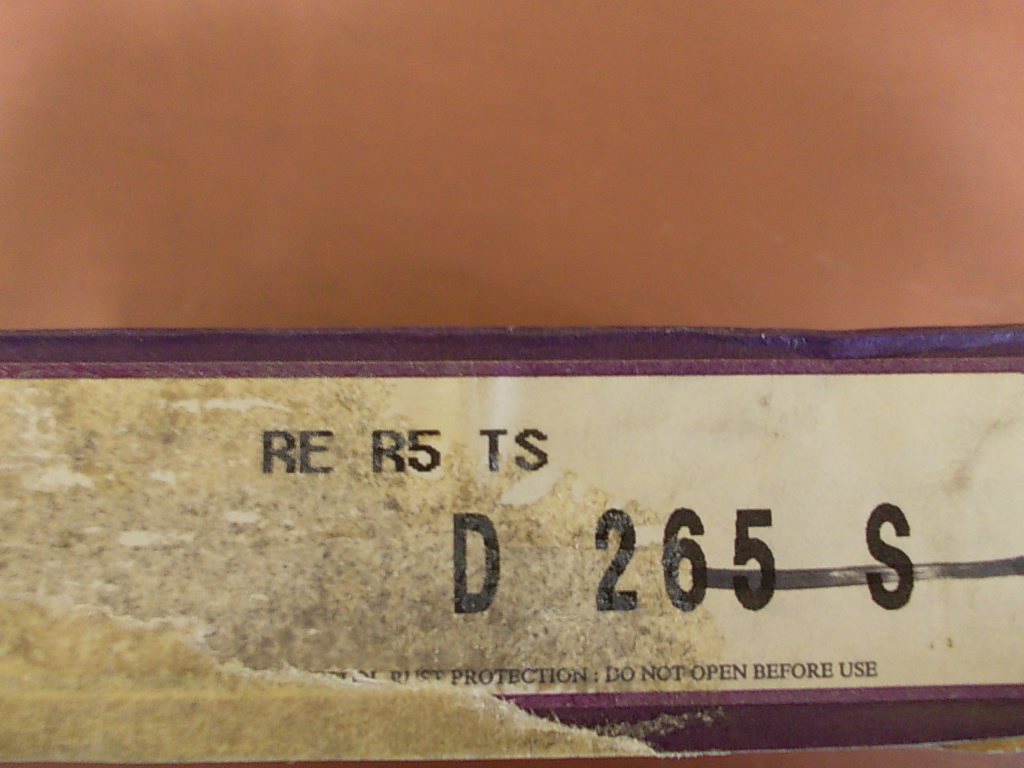 RE R5 TS
D 265 S
RUST PROTECTION : DO NOT OPEN BEFORE USE